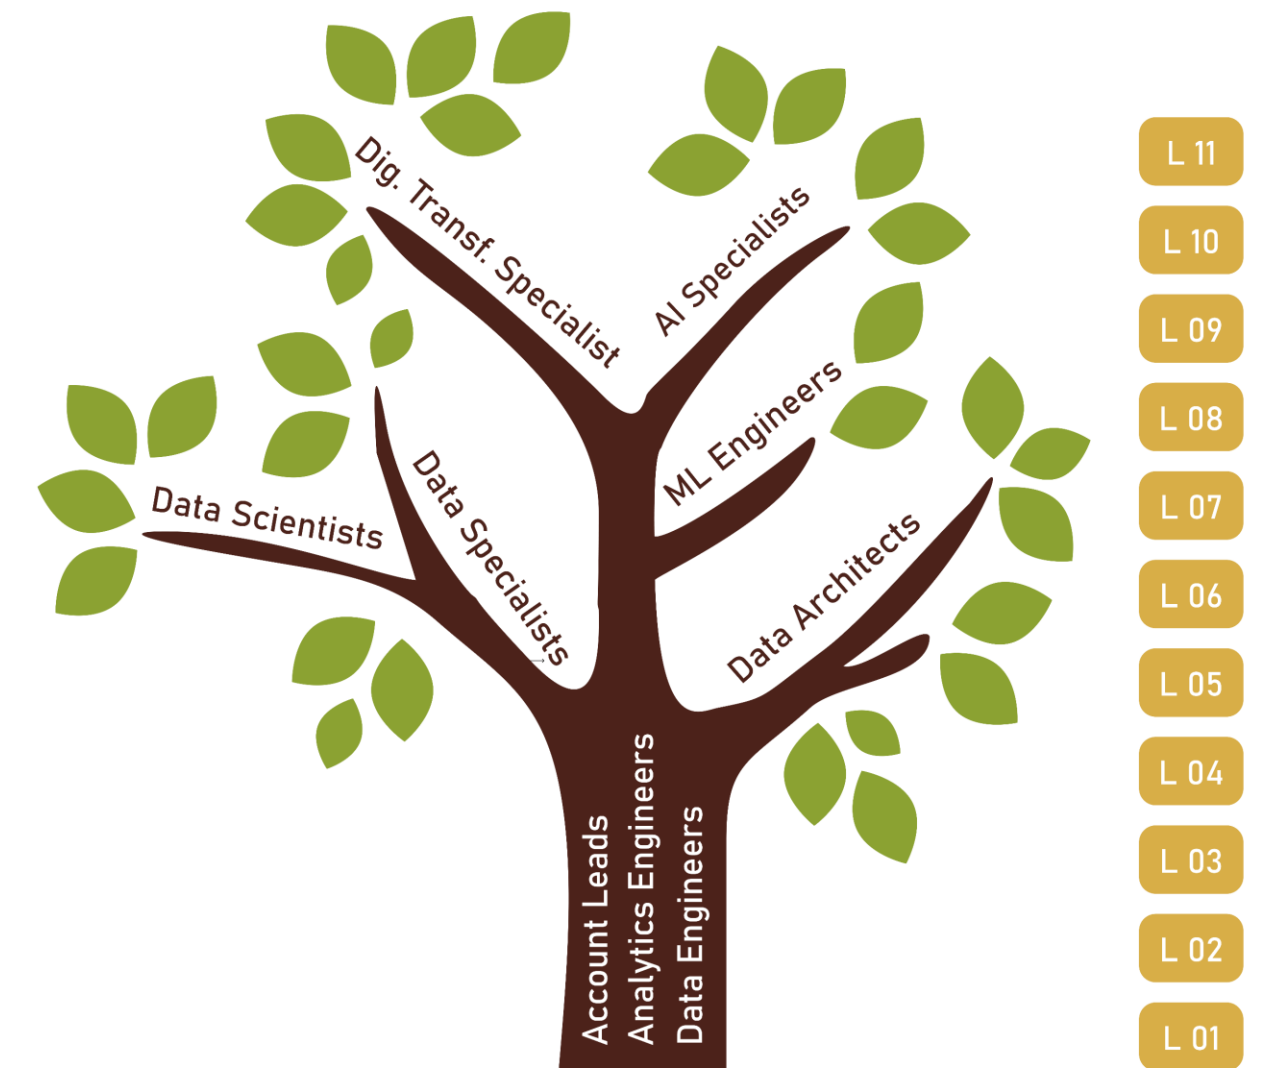 Dig. Transf. Specialist
AI Specialists
ML Engineers
Data Scientists
Data Specialists
Data Architects
Account Leads
Analytics Engineers
Data Engineers
L 11
L 10
L 09
L 08
L 07
L 06
L 05
L 04
L 03
L 02
L 01